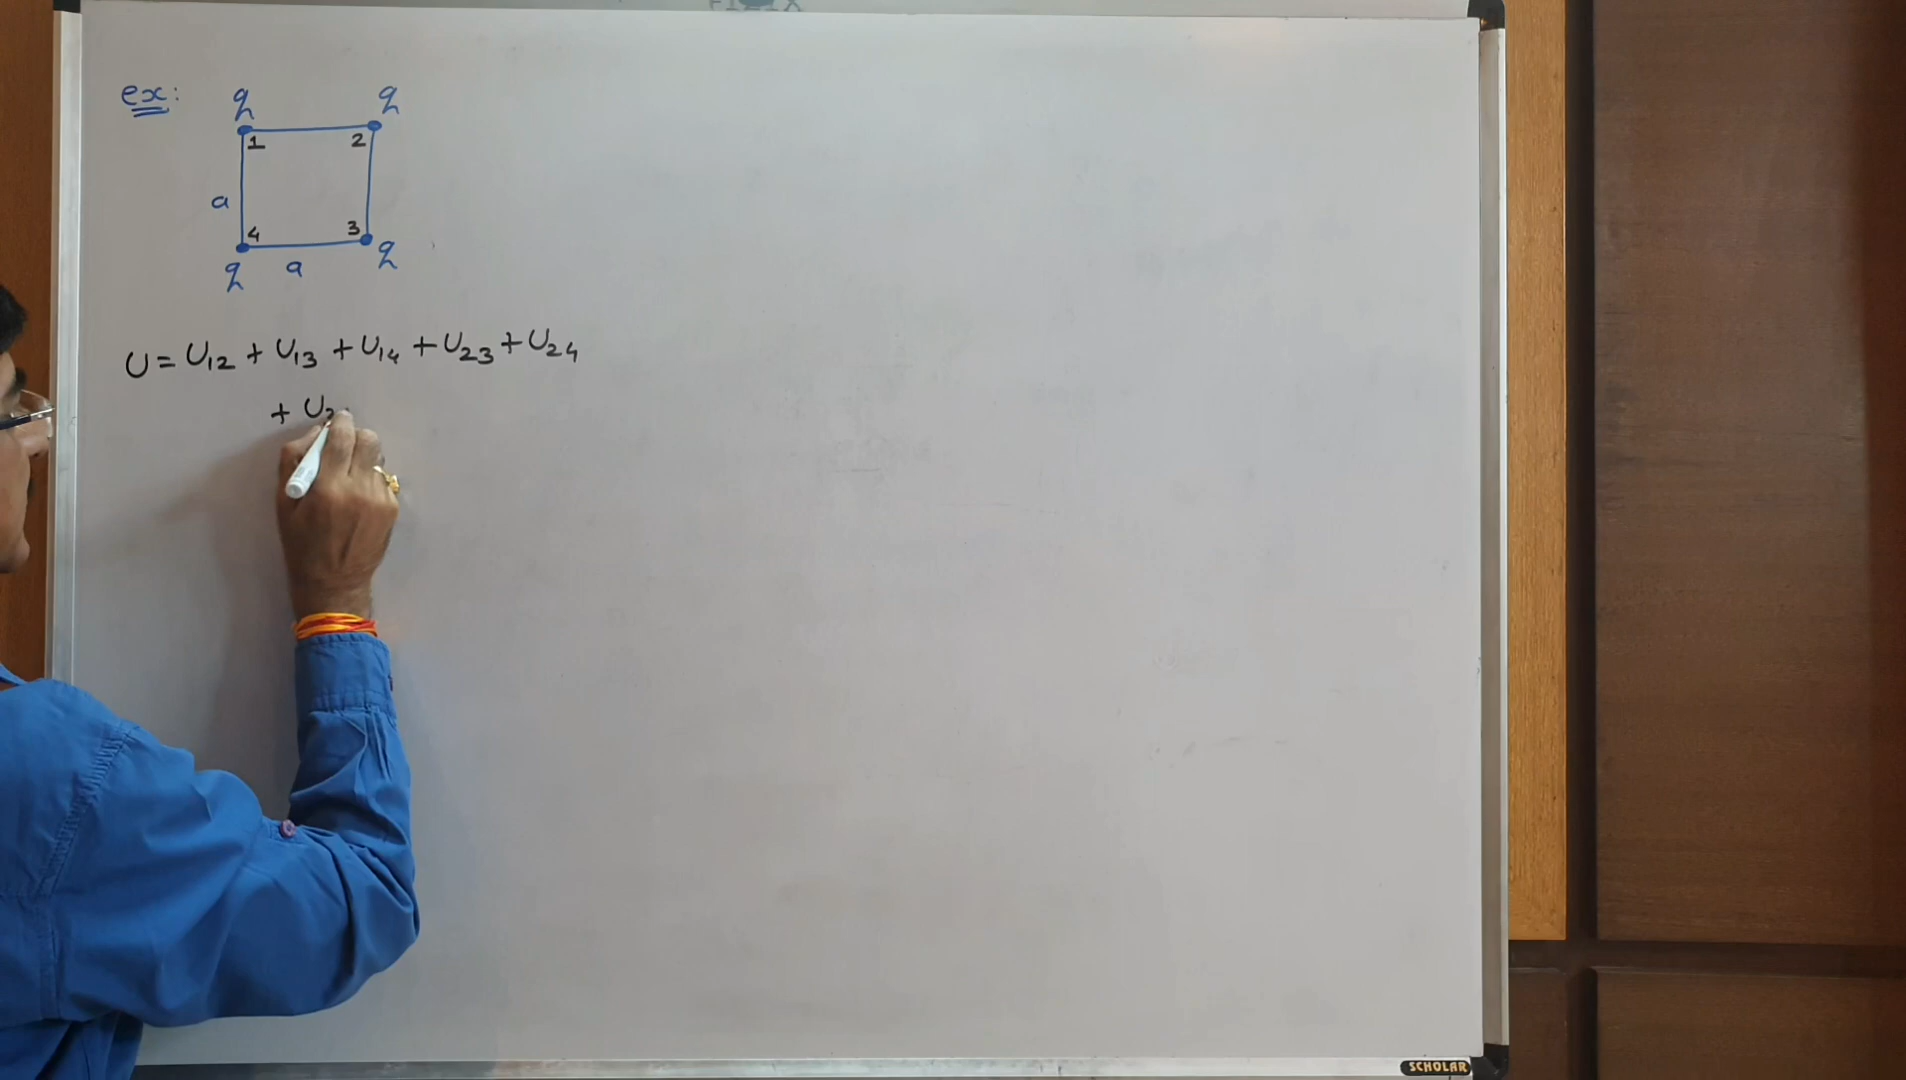 ex:
q q
1 2
a
4 3
q a q
U = U12 + U13 + U14 + U23 + U24
+ U3
SCHOLAR